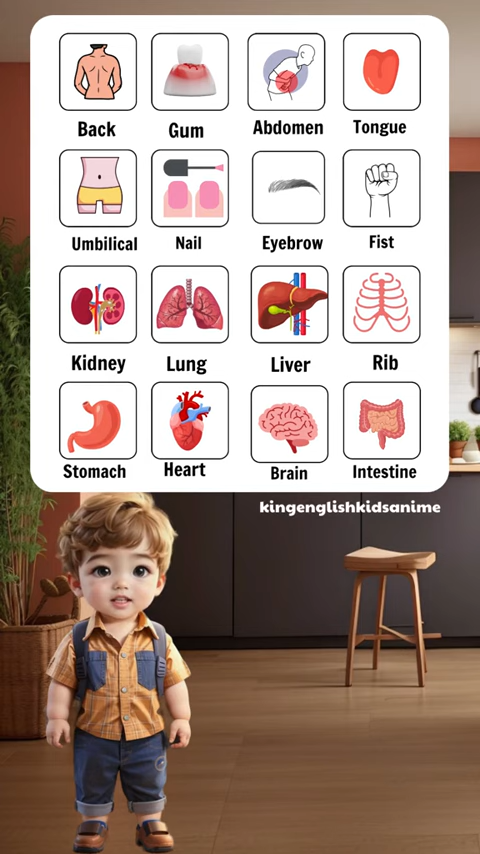 Back Gum Abdomen Tongue
Umbilical Nail Eyebrow Fist
Kidney Lung Liver Rib
Stomach Heart Brain Intestine
kingenglishkidsanime